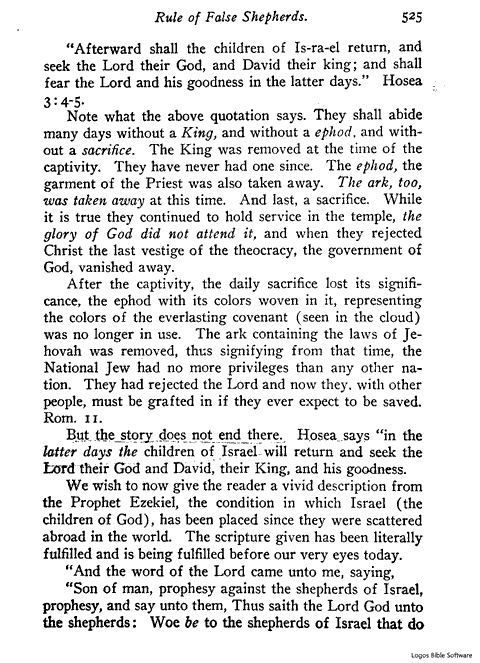 Rule of False Shepherds. 525
"Afterward shall the children of Is-ra-el return, and
seek the Lord their God, and David their king; and shall
fear the Lord and his goodness in the latter days." Hosea
3:4-5.
Note what the above quotation says. They shall abide
many days without a King, and without a ephod, and with-
out a sacrifice. The King was removed at the time of the
captivity. They have never had one since. The ephod, the
garment of the Priest was also taken away. The ark, too,
was taken away at this time. And last, a sacrifice. While
it is true they continued to hold service in the temple, the
glory of God did not attend it, and when they rejected
Christ the last vestige of the theocracy, the government of
God, vanished away.
After the captivity, the daily sacrifice lost its signifi-
cance, the ephod with its colors woven in it, representing
the colors of the everlasting covenant (seen in the cloud)
was no longer in use. The ark containing the laws of Je-
hovah was removed, thus signifying from that time, the
National Jew had no more privileges than any other na-
tion. They had rejected the Lord and now they, with other
people, must be grafted in if they ever expect to be saved.
Rom. 11.
But the story does not end there. Hosea says "in the
latter days the children of Israel will return and seek the
Lord their God and David, their King, and his goodness.
We wish to now give the reader a vivid description from
the Prophet Ezekiel, the condition in which Israel (the
children of God), has been placed since they were scattered
abroad in the world. The scripture given has been literally
fulfilled and is being fulfilled before our very eyes today.
"And the word of the Lord came unto me, saying,
"Son of man, prophesy against the shepherds of Israel,
prophesy, and say unto them, Thus saith the Lord God unto
the shepherds: Woe be to the shepherds of Israel that do
Logos Bible Software